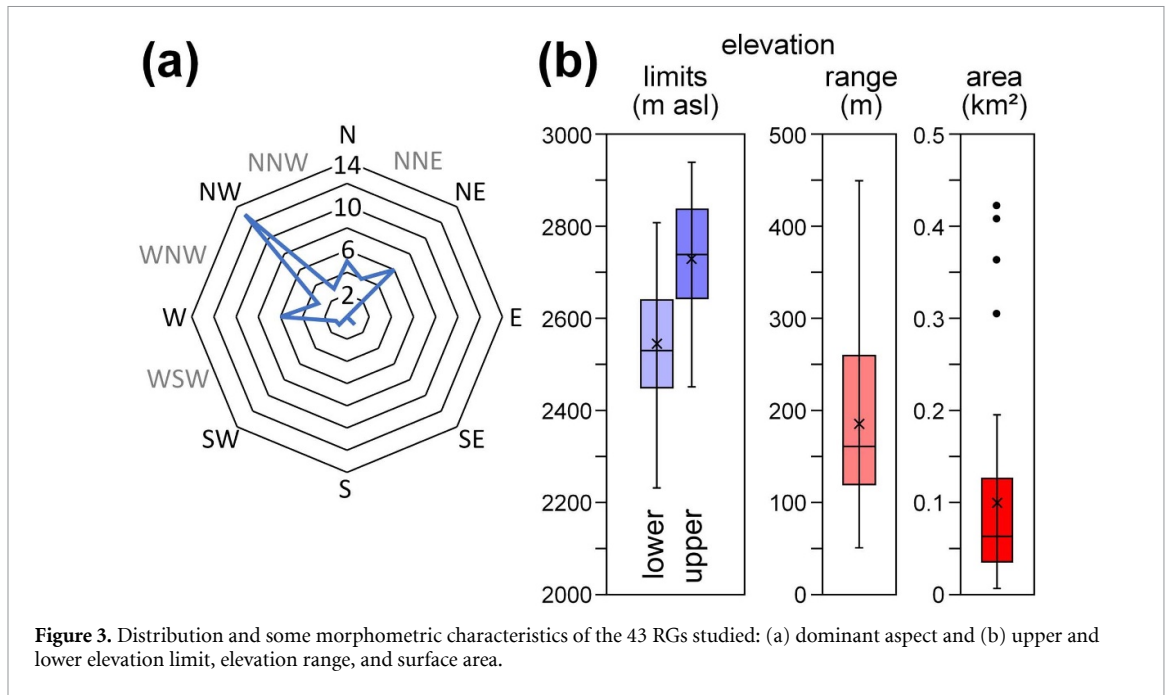 (a)
N
NNW
14
NNE
NW
NE
10
WNW
6
2
W
E
WSW
SW
SE
S
(b)
elevation
limits
(m asl)
range
(m)
area
(km²)
3000
2800
2600
2400
2200
2000
lower
upper
500
400
300
200
100
0
0.5
0.4
0.3
0.2
0.1
0
Figure 3. Distribution and some morphometric characteristics of the 43 RGs studied: (a) dominant aspect and (b) upper and
lower elevation limit, elevation range, and surface area.